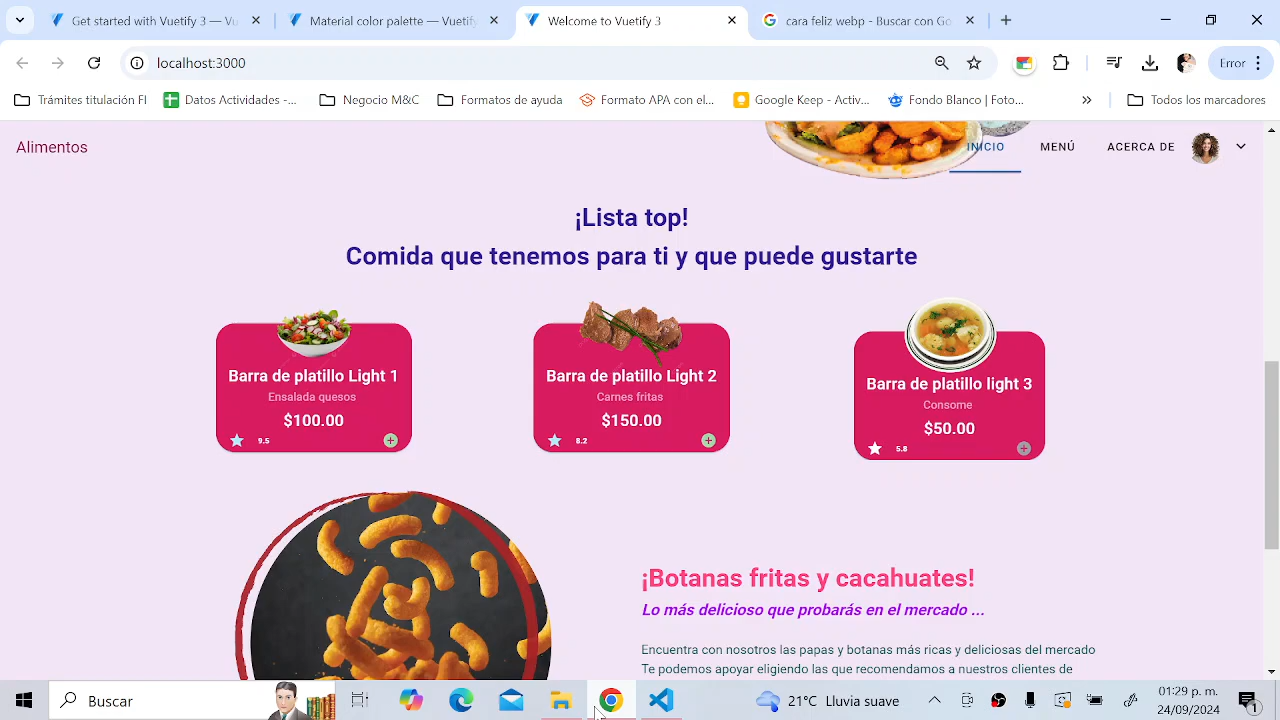 Vuetify 3 — Vu
Material color palette — Vuetify
Welcome to Vuetify 3
cara feliz webp - Buscar con Go
localhost:3000
Error
Trámites titulación FI
Datos Actividades -...
Negocio M&C
Formatos de ayuda
Formato APA con el...
Google Keep - Activ...
Fondo Blanco | Foto...
Todos los marcadores
Alimentos
INICIO
MENÚ
ACERCA DE
¡Lista top!
Comida que tenemos para ti y que puede gustarte
Barra de platillo Light 1
Ensalada quesos
$100.00
9.5
Barra de platillo Light 2
Carnes fritas
$150.00
8.2
Barra de platillo light 3
Consome
$50.00
5.8
¡Botanas fritas y cacahuates!
Lo más delicioso que probarás en el mercado ...
Encuentra con nosotros las papas y botanas más ricas y deliciosas del mercado
Te podemos apoyar eligiendo las que recomendamos a nuestros clientes de
Buscar
21°C Lluvia suave
01:29 p. m.
24/09/2024
1